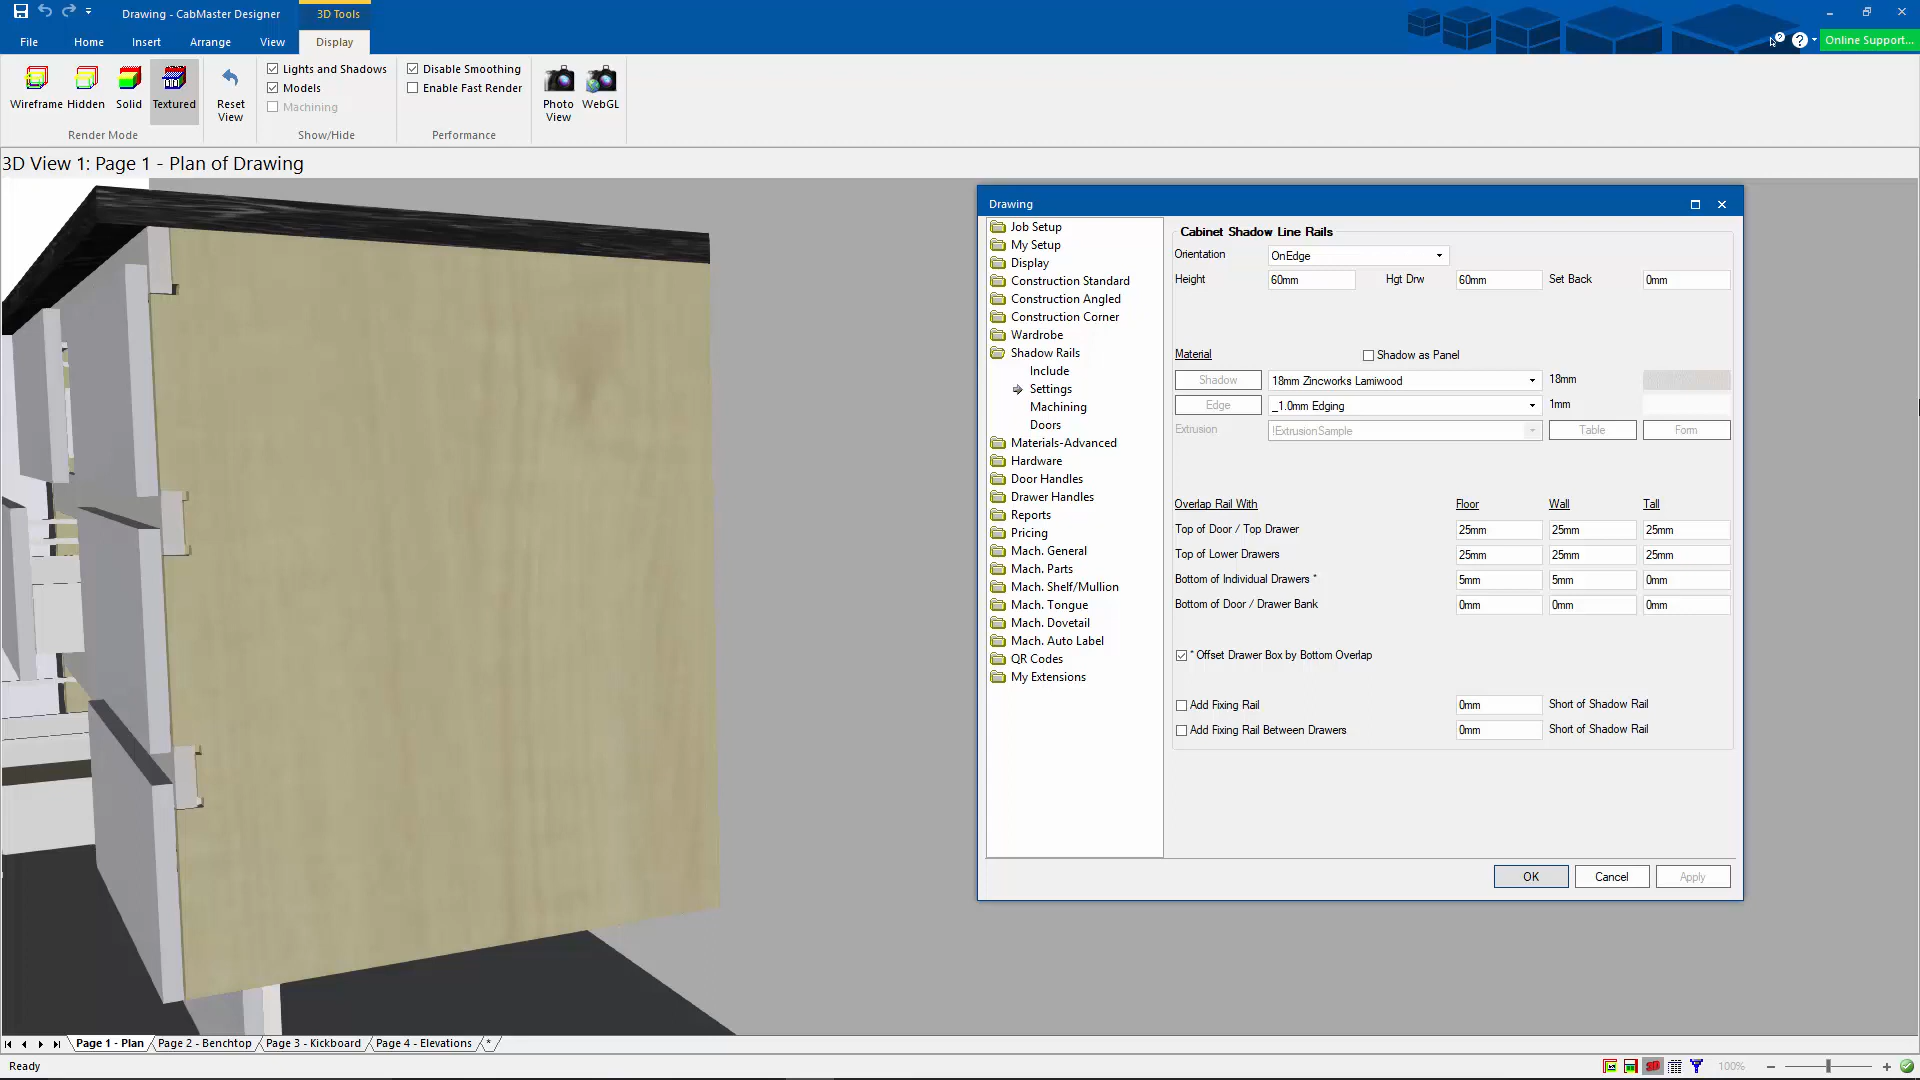 Drawing - CabMaster Designer
3D Tools
File
Home
Insert
Arrange
View
Display
Online Support...
Wireframe
Hidden
Solid
Textured
Render Mode
Reset
View
Lights and Shadows
Models
Machining
Show/Hide
Disable Smoothing
Enable Fast Render
Performance
Photo
View
WebGL
3D View 1: Page 1 - Plan of Drawing
Drawing
Job Setup
My Setup
Display
Construction Standard
Construction Angled
Construction Corner
Wardrobe
Shadow Rails
Include
Settings
Machining
Doors
Materials-Advanced
Hardware
Door Handles
Drawer Handles
Reports
Pricing
Mach. General
Mach. Parts
Mach. Shelf/Mullion
Mach. Tongue
Mach. Dovetail
Mach. Auto Label
QR Codes
My Extensions
Cabinet Shadow Line Rails
Orientation OnEdge
Height 60mm Hgt Drw 60mm Set Back 0mm
Material Shadow as Panel
Shadow 18mm Zincworks Lamiwood 18mm
Edge _1.0mm Edging 1mm
Extrusion !ExtrusionSample Table Form
Overlap Rail With Floor Wall Tall
Top of Door / Top Drawer 25mm 25mm 25mm
Top of Lower Drawers 25mm 25mm 25mm
Bottom of Individual Drawers * 5mm 5mm 0mm
Bottom of Door / Drawer Bank 0mm 0mm 0mm
* Offset Drawer Box by Bottom Overlap
Add Fixing Rail 0mm Short of Shadow Rail
Add Fixing Rail Between Drawers 0mm Short of Shadow Rail
OK Cancel Apply
Page 1 - Plan
Page 2 - Benchtop
Page 3 - Kickboard
Page 4 - Elevations
*
Ready
100%